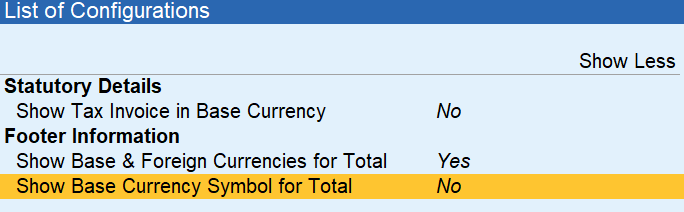 List of Configurations
Show Less
Statutory Details
Show Tax Invoice in Base Currency No
Footer Information
Show Base & Foreign Currencies for Total Yes
Show Base Currency Symbol for Total No